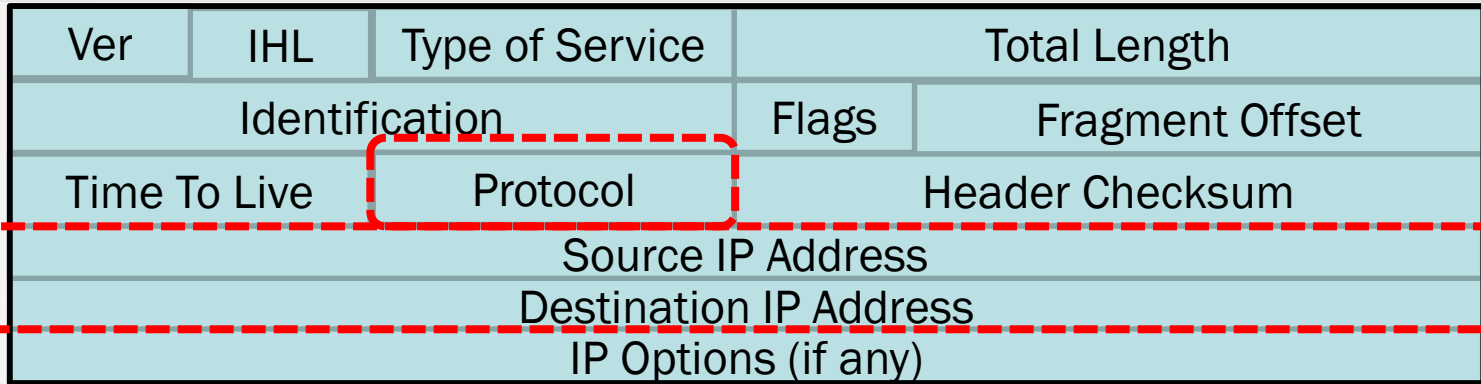 Ver IHL Type of Service Total Length
Identification Flags Fragment Offset
Time To Live Protocol Header Checksum
Source IP Address
Destination IP Address
IP Options (if any)